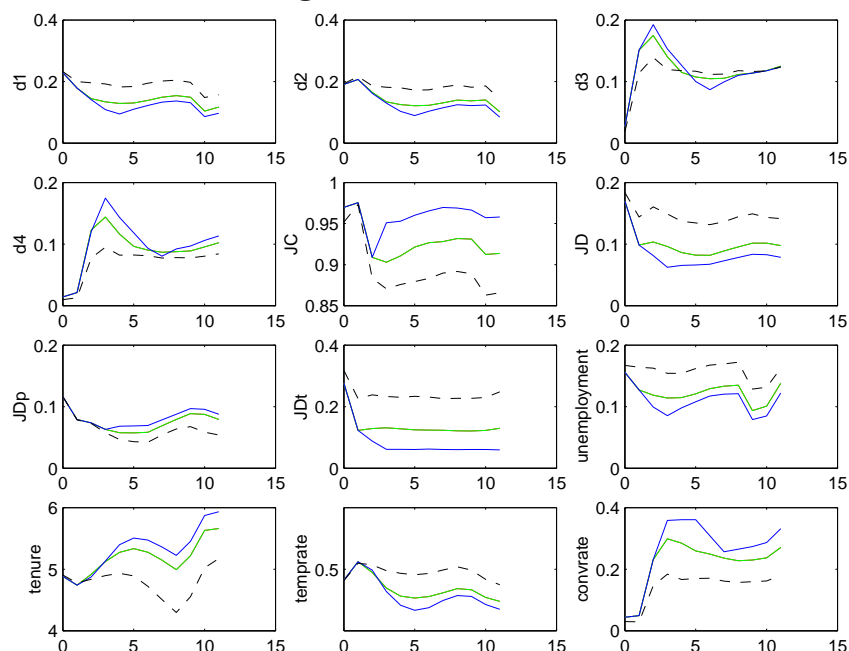 0.4 0.4 0.2
d1 0.2 d2 0.2 d3 0.1
0 0 0
0 5 10 15 0 5 10 15 0 5 10 15
0.2 1 0.2
d4 0.1 JC 0.95 0.9 JD 0.1
0 0.85 0
0 5 10 15 0 5 10 15 0 5 10 15
0.2 0.4 0.2
JDp 0.1 JDt 0.2 unemployment 0.1
0 0 0
0 5 10 15 0 5 10 15 0 5 10 15
6 0.4
tenure 5 temprate 0.5 convrate 0.2
4 0
0 5 10 15 0 5 10 15 0 5 10 15